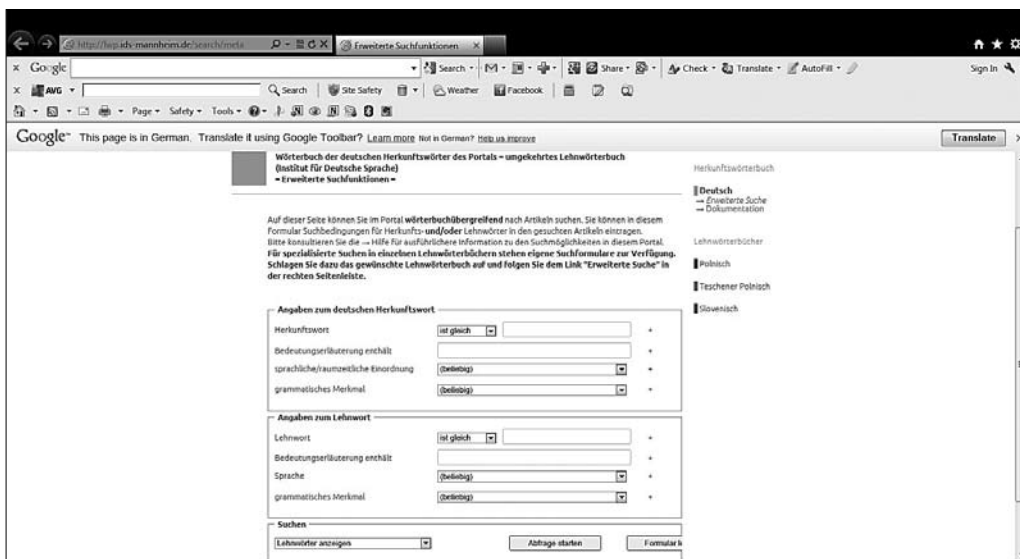 http://lwp.ids-mannheim.de/search/meta
Erweiterte Suchfunktionen
x Google Search Share Check Translate AutoFill Sign In
x AVG Search Site Safety Weather Facebook
Page Safety Tools
Google™ This page is in German. Translate it using Google Toolbar? Learn more Not in German? Help us improve Translate
Wörterbuch der deutschen Herkunftswörter des Portals – umgekehrtes Lehnwörterbuch
(Institut für Deutsche Sprache)
– Erweiterte Suchfunktionen –
Auf dieser Seite können Sie im Portal wörterbuchübergreifend nach Artikeln suchen. Sie können in diesem
Formular Suchbedingungen für Herkunfts- und/oder Lehnwörter in den gesuchten Artikeln eintragen.
Bitte konsultieren Sie die → Hilfe für ausführlichere Information zu den Suchmöglichkeiten in diesem Portal.
Für spezialisierte Suchen in einzelnen Lehnwörterbüchern stehen eigene Suchformulare zur Verfügung.
Schlagen Sie dazu das gewünschte Lehnwörterbuch auf und folgen Sie dem Link "Erweiterte Suche" in
der rechten Seitenleiste.
Herkunftswörterbuch
Deutsch
→ Erweiterte Suche
→ Dokumentation
Lehnwörterbücher
Polnisch
Teschener Polnisch
Slovenisch
Angaben zum deutschen Herkunftswort
Herkunftswort ist gleich +
Bedeutungserläuterung enthält +
sprachliche/raumzeitliche Einordnung (beliebig) +
grammatisches Merkmal (beliebig) +
Angaben zum Lehnwort
Lehnwort ist gleich +
Bedeutungserläuterung enthält +
Sprache (beliebig) +
grammatisches Merkmal (beliebig) +
Suchen
Lehnwörter anzeigen Abfrage starten Formular